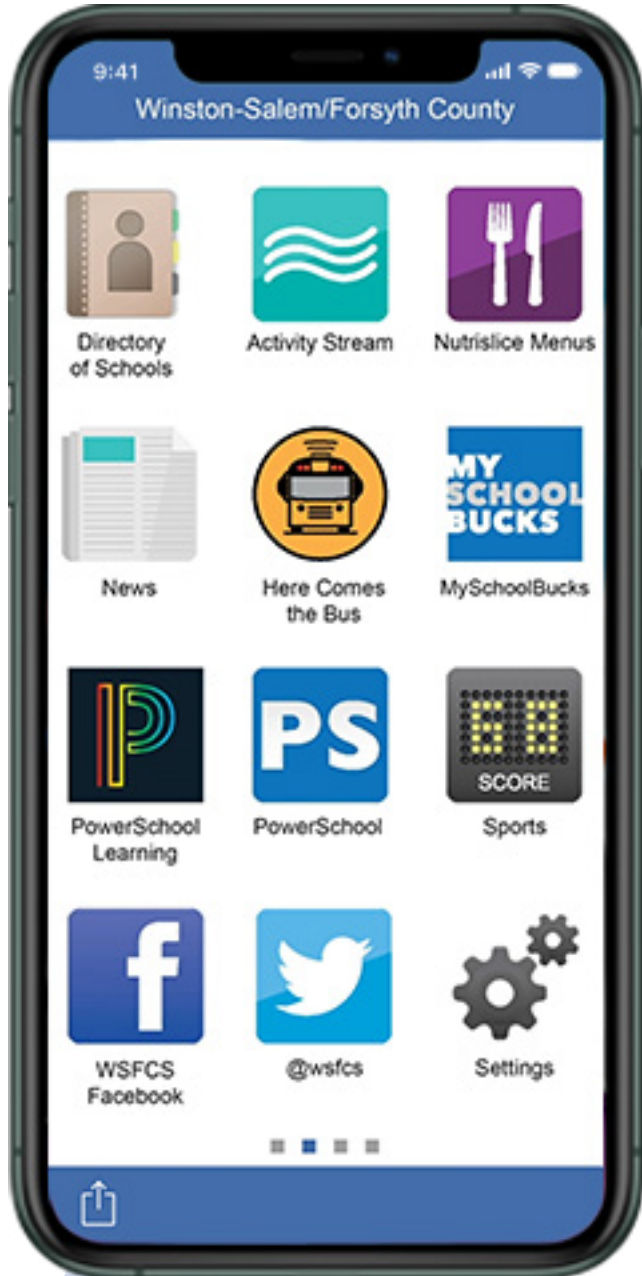 9:41
Winston-Salem/Forsyth County
Directory
of Schools
Activity Stream
Nutrislice Menus
News
Here Comes
the Bus
MY
SCHOOL
BUCKS
MySchoolBucks
P
PowerSchool
Learning
PS
PowerSchool
68
SCORE
Sports
f
WSFCS
Facebook
@wsfcs
Settings